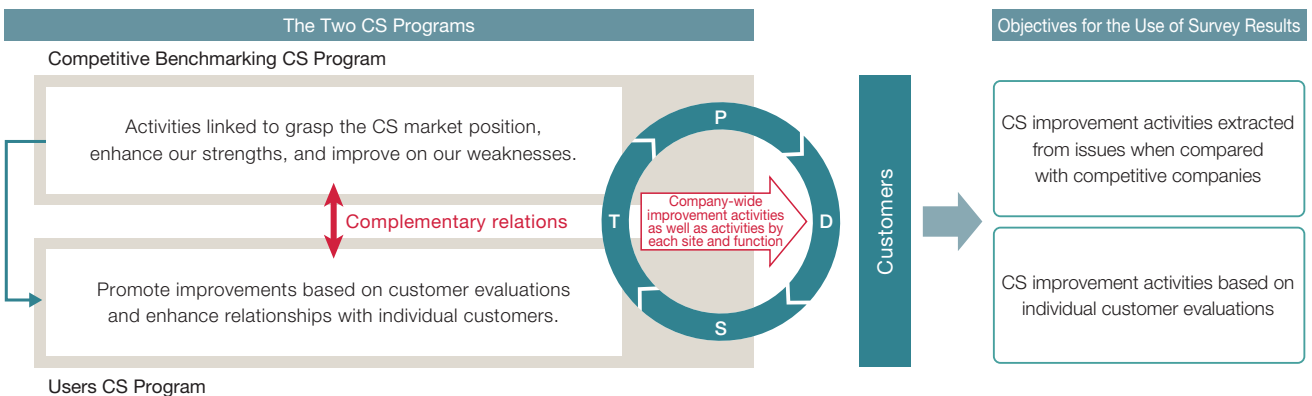 The Two CS Programs
Objectives for the Use of Survey Results
Competitive Benchmarking CS Program
Activities linked to grasp the CS market position,
enhance our strengths, and improve on our weaknesses.
Complementary relations
Promote improvements based on customer evaluations
and enhance relationships with individual customers.
Users CS Program
P
D
S
T
Company-wide
improvement activities
as well as activities by
each site and function
Customers
CS improvement activities extracted
from issues when compared
with competitive companies
CS improvement activities based on
individual customer evaluations